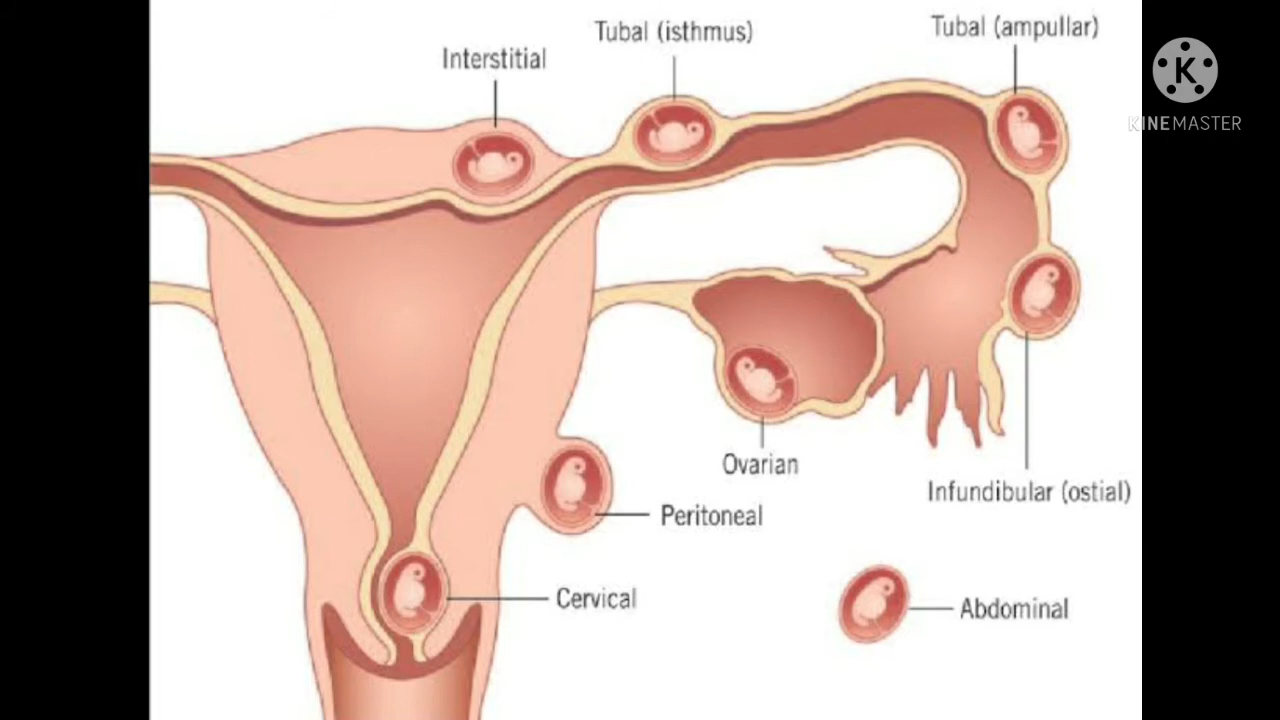 Tubal (isthmus)
Tubal (ampullar)
Interstitial
K
KINEMASTER
Ovarian
Infundibular (ostial)
Peritoneal
Cervical
Abdominal